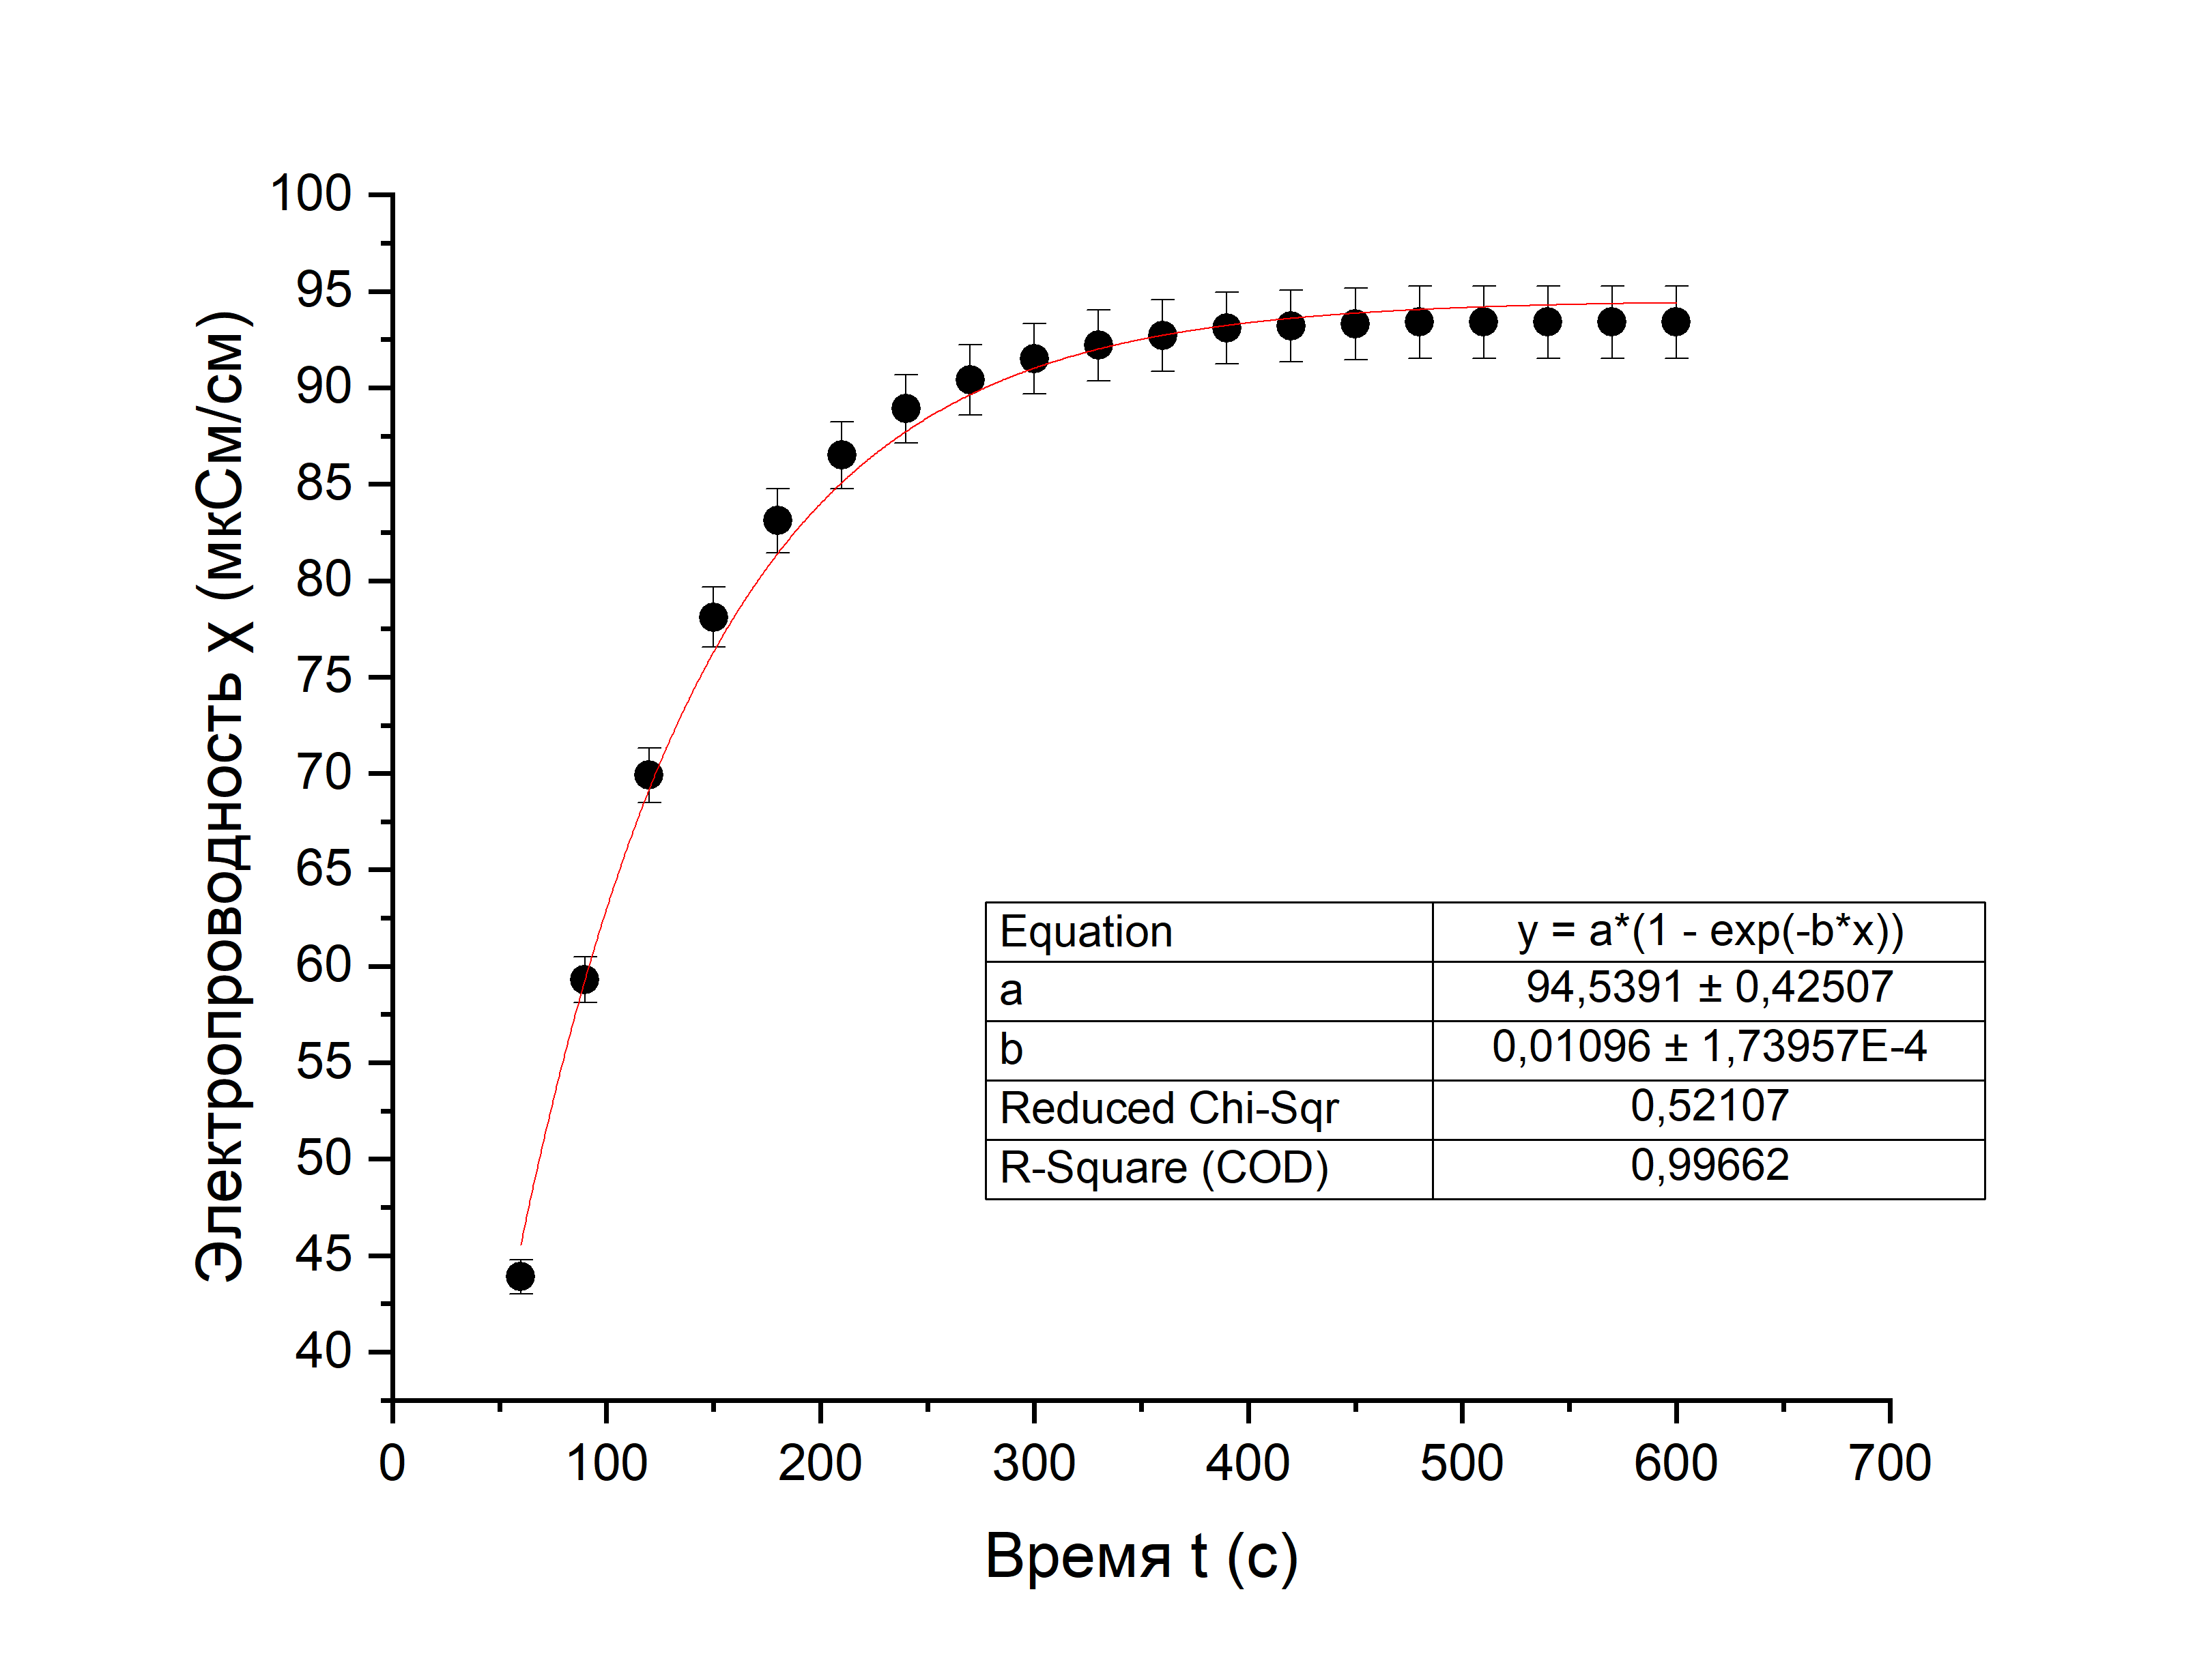 Электропроводность X (мкСм/см)
100
95
90
85
80
75
70
65
60
55
50
45
40
Equation y = a*(1 - exp(-b*x))
a 94,5391 ± 0,42507
b 0,01096 ± 1,73957E-4
Reduced Chi-Sqr 0,52107
R-Square (COD) 0,99662
0 100 200 300 400 500 600 700
Время t (с)